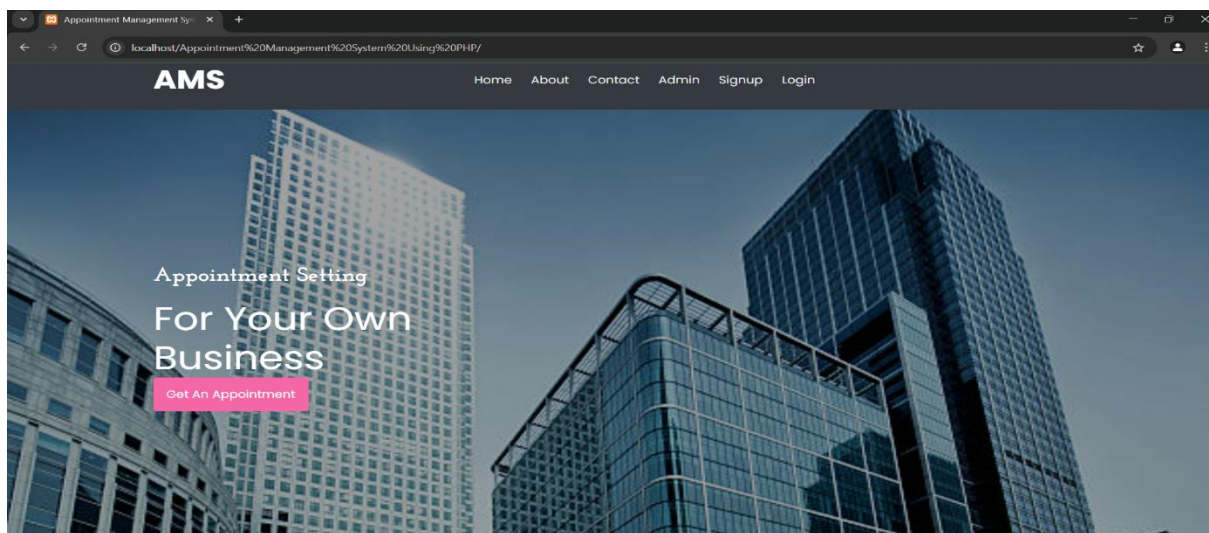 Appointment Management Sys
localhost/Appointment%20Management%20System%20Using%20PHP/
AMS Home About Contact Admin Signup Login
Appointment Setting
For Your Own
Business
Get An Appointment